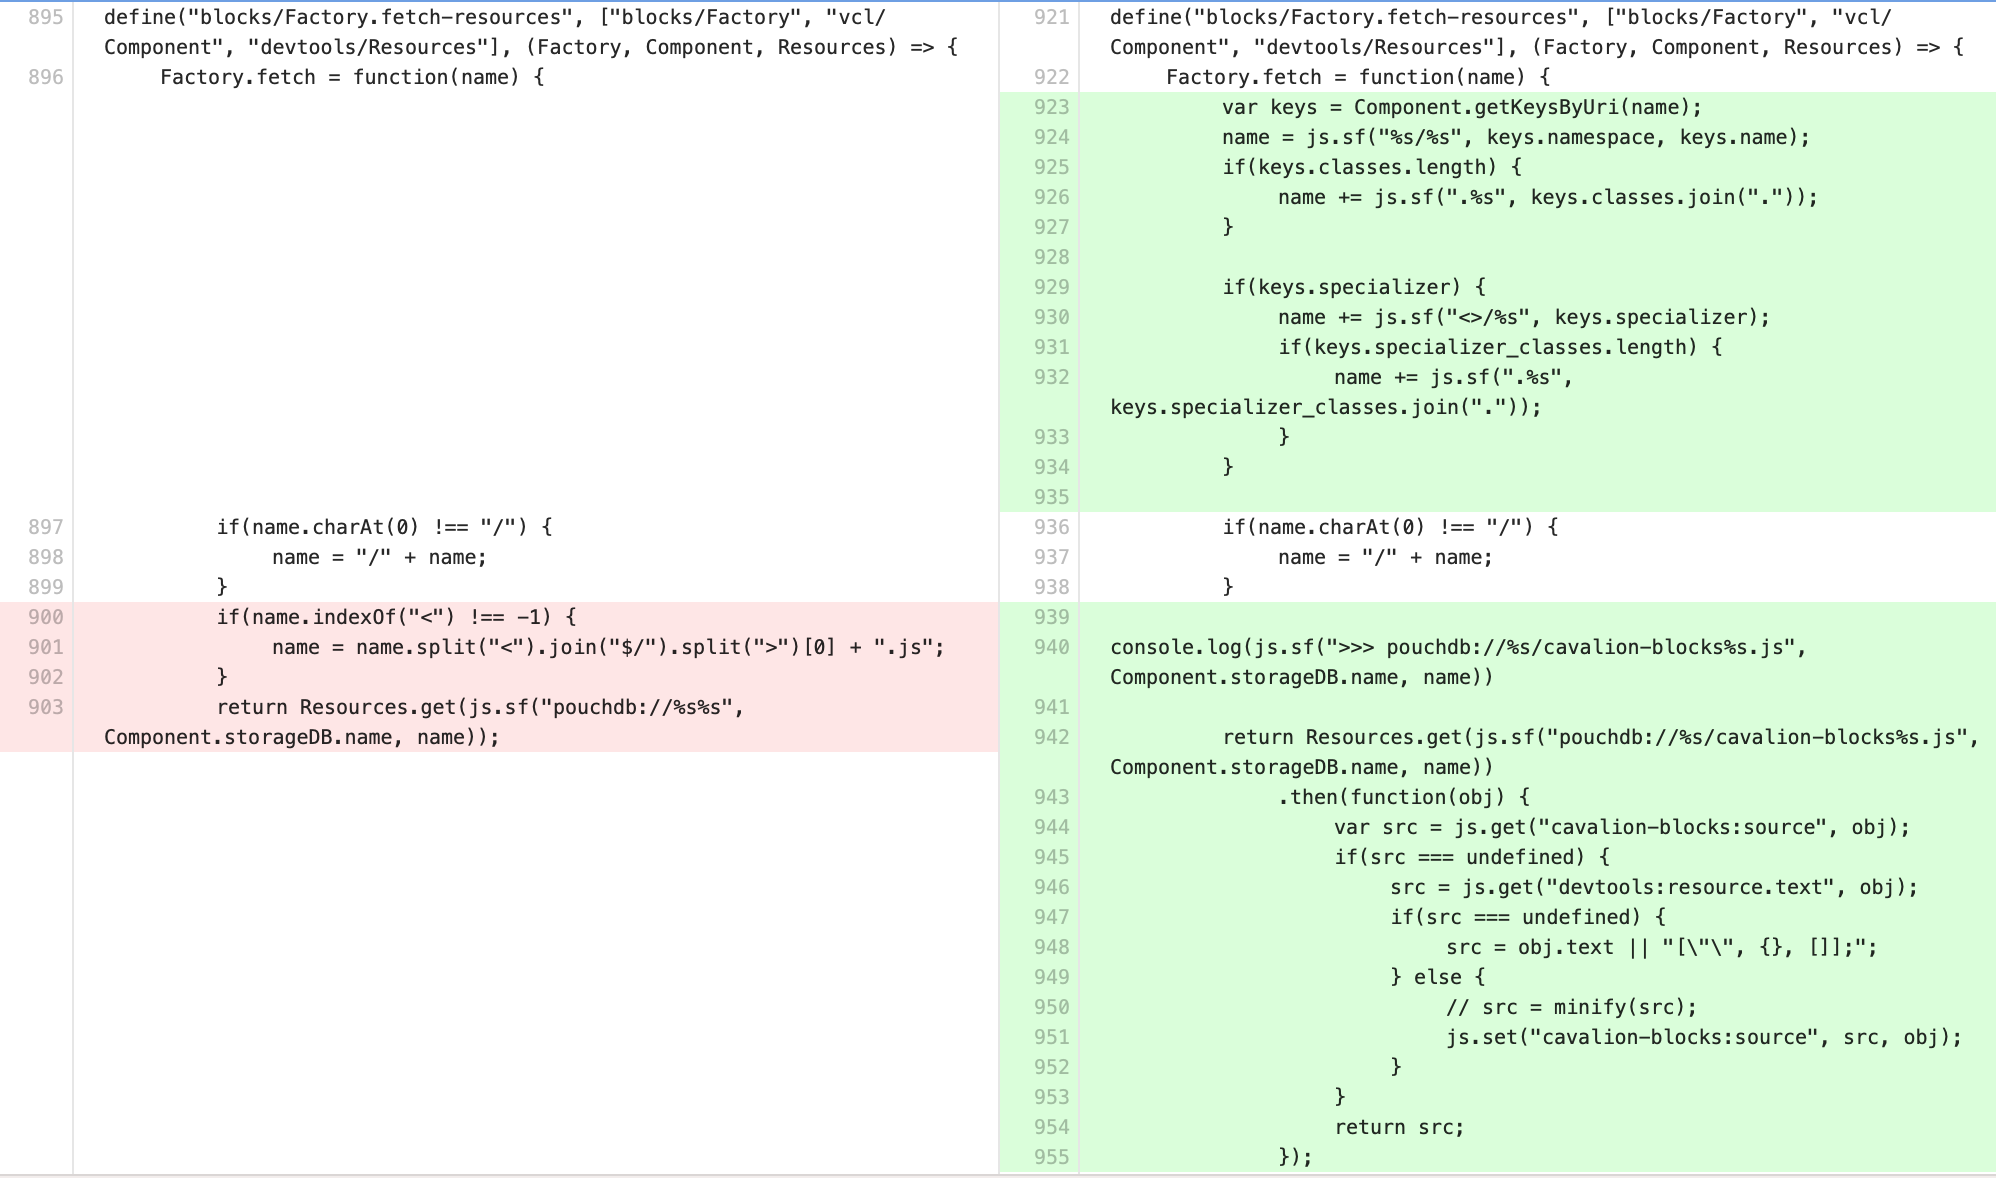 895 define("blocks/Factory.fetch-resources", ["blocks/Factory", "vcl/
Component", "devtools/Resources"], (Factory, Component, Resources) => {
896 Factory.fetch = function(name) {
897 if(name.charAt(0) !== "/") {
898 name = "/" + name;
899 }
900 if(name.indexOf("<") !== -1) {
901 name = name.split("<").join("$/").split(">")[0] + ".js";
902 }
903 return Resources.get(js.sf("pouchdb://%s%s",
Component.storageDB.name, name));
921 define("blocks/Factory.fetch-resources", ["blocks/Factory", "vcl/
Component", "devtools/Resources"], (Factory, Component, Resources) => {
922 Factory.fetch = function(name) {
923 var keys = Component.getKeysByUri(name);
924 name = js.sf("%s/%s", keys.namespace, keys.name);
925 if(keys.classes.length) {
926 name += js.sf(".%s", keys.classes.join("."));
927 }
928
929 if(keys.specializer) {
930 name += js.sf("<>/%s", keys.specializer);
931 if(keys.specializer_classes.length) {
932 name += js.sf(".%s",
keys.specializer_classes.join("."));
933 }
934 }
935
936 if(name.charAt(0) !== "/") {
937 name = "/" + name;
938 }
939
940 console.log(js.sf(">>> pouchdb://%s/cavalion-blocks%s.js",
Component.storageDB.name, name))
941
942 return Resources.get(js.sf("pouchdb://%s/cavalion-blocks%s.js",
Component.storageDB.name, name))
943 .then(function(obj) {
944 var src = js.get("cavalion-blocks:source", obj);
945 if(src === undefined) {
946 src = js.get("devtools:resource.text", obj);
947 if(src === undefined) {
948 src = obj.text || "[\"\", {}, []];";
949 } else {
950 // src = minify(src);
951 js.set("cavalion-blocks:source", src, obj);
952 }
953 }
954 return src;
955 });